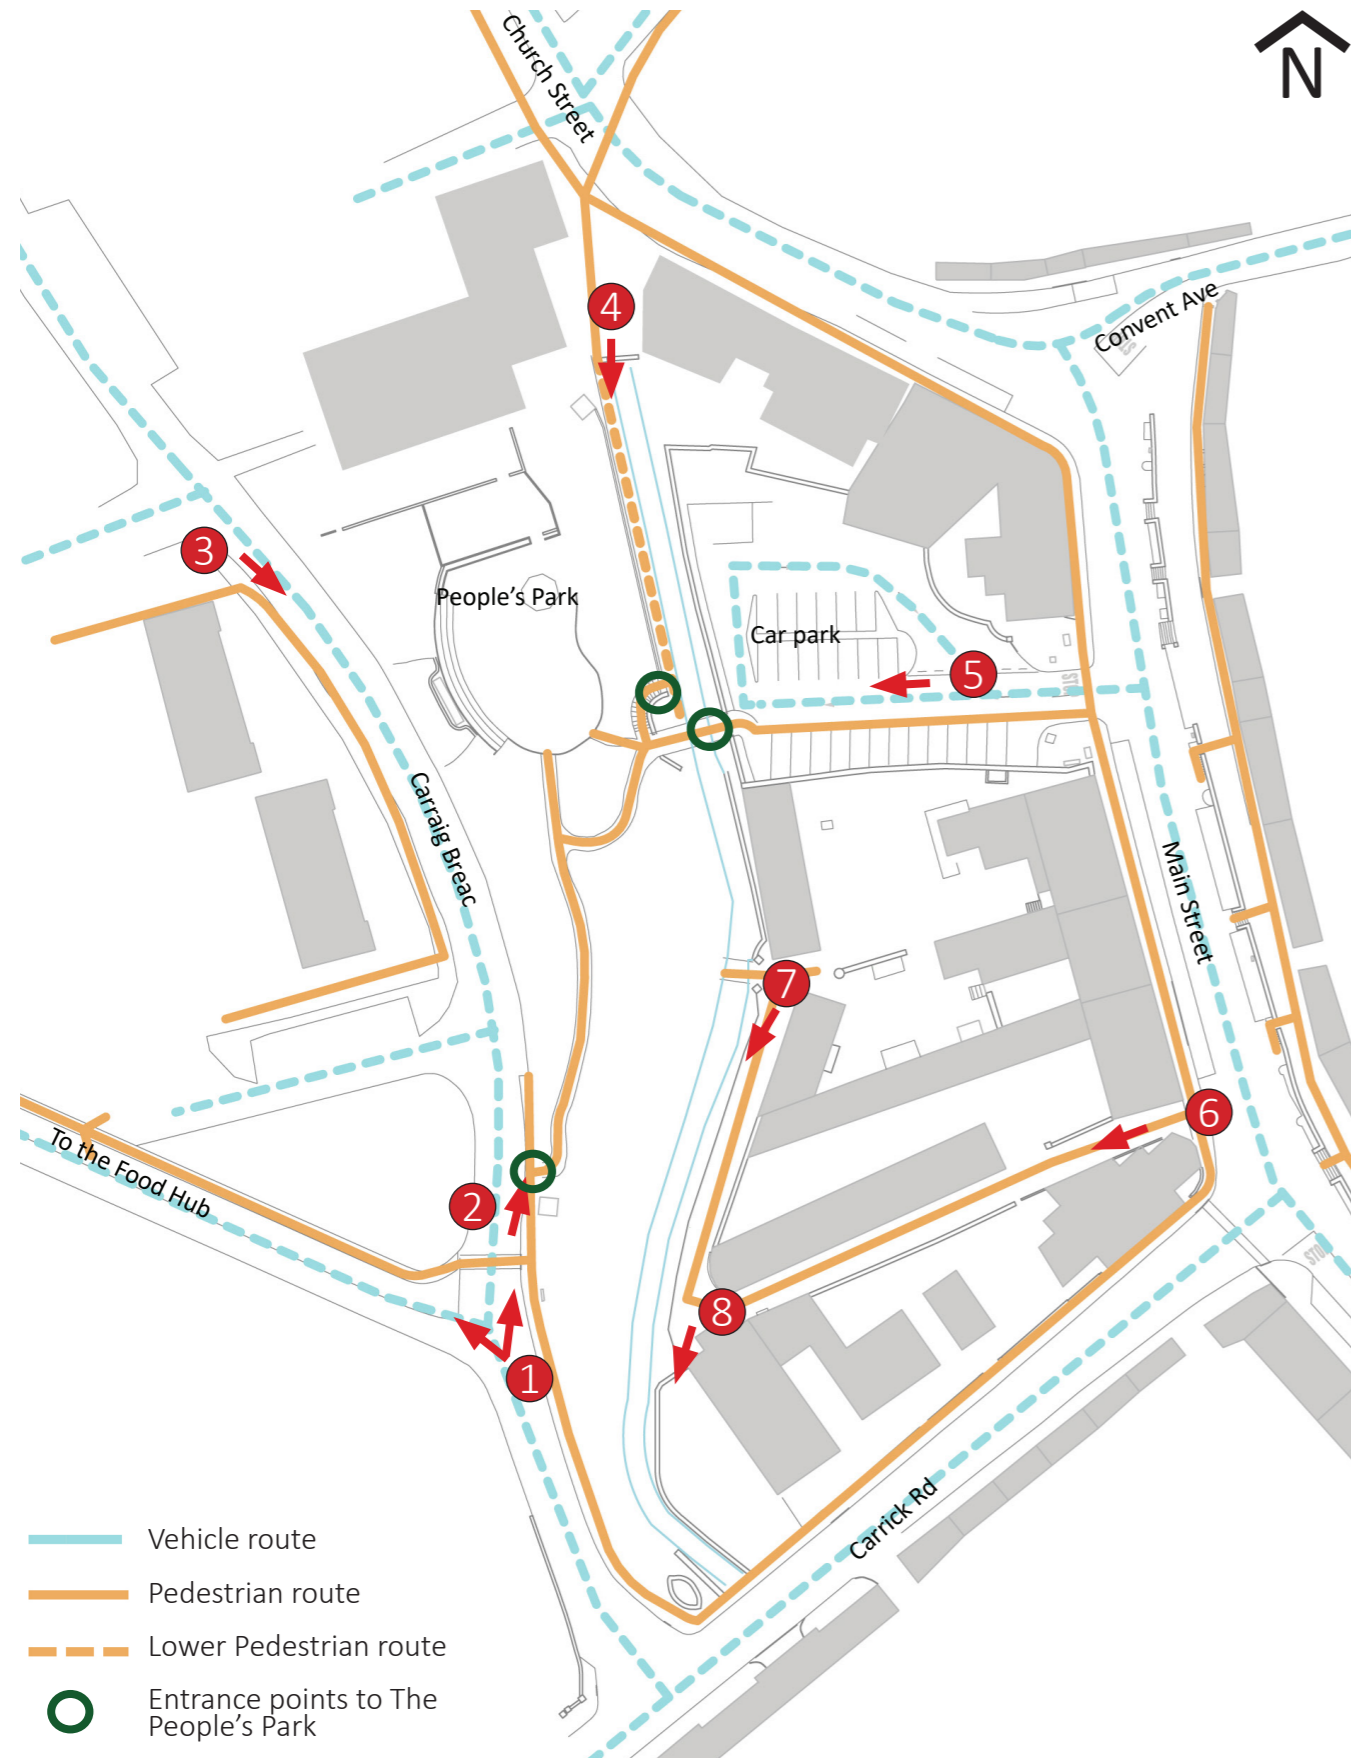 Church Street
N
4
Convent Ave
3
People's Park
Car park
5
STO
Carraig Breac
Main Street
7
6
To the Food Hub
2
STO
8
1
Carrick Rd
Vehicle route
Pedestrian route
Lower Pedestrian route
Entrance points to The
People's Park